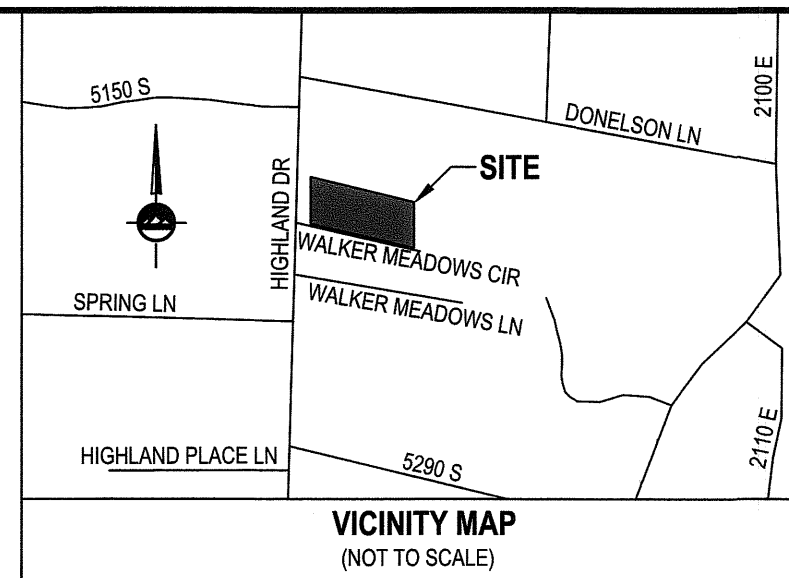 5150 S
2100 E
DONELSON LN
SITE
HIGHLAND DR
WALKER MEADOWS CIR
WALKER MEADOWS LN
SPRING LN
HIGHLAND PLACE LN
5290 S
2110 E
VICINITY MAP
(NOT TO SCALE)